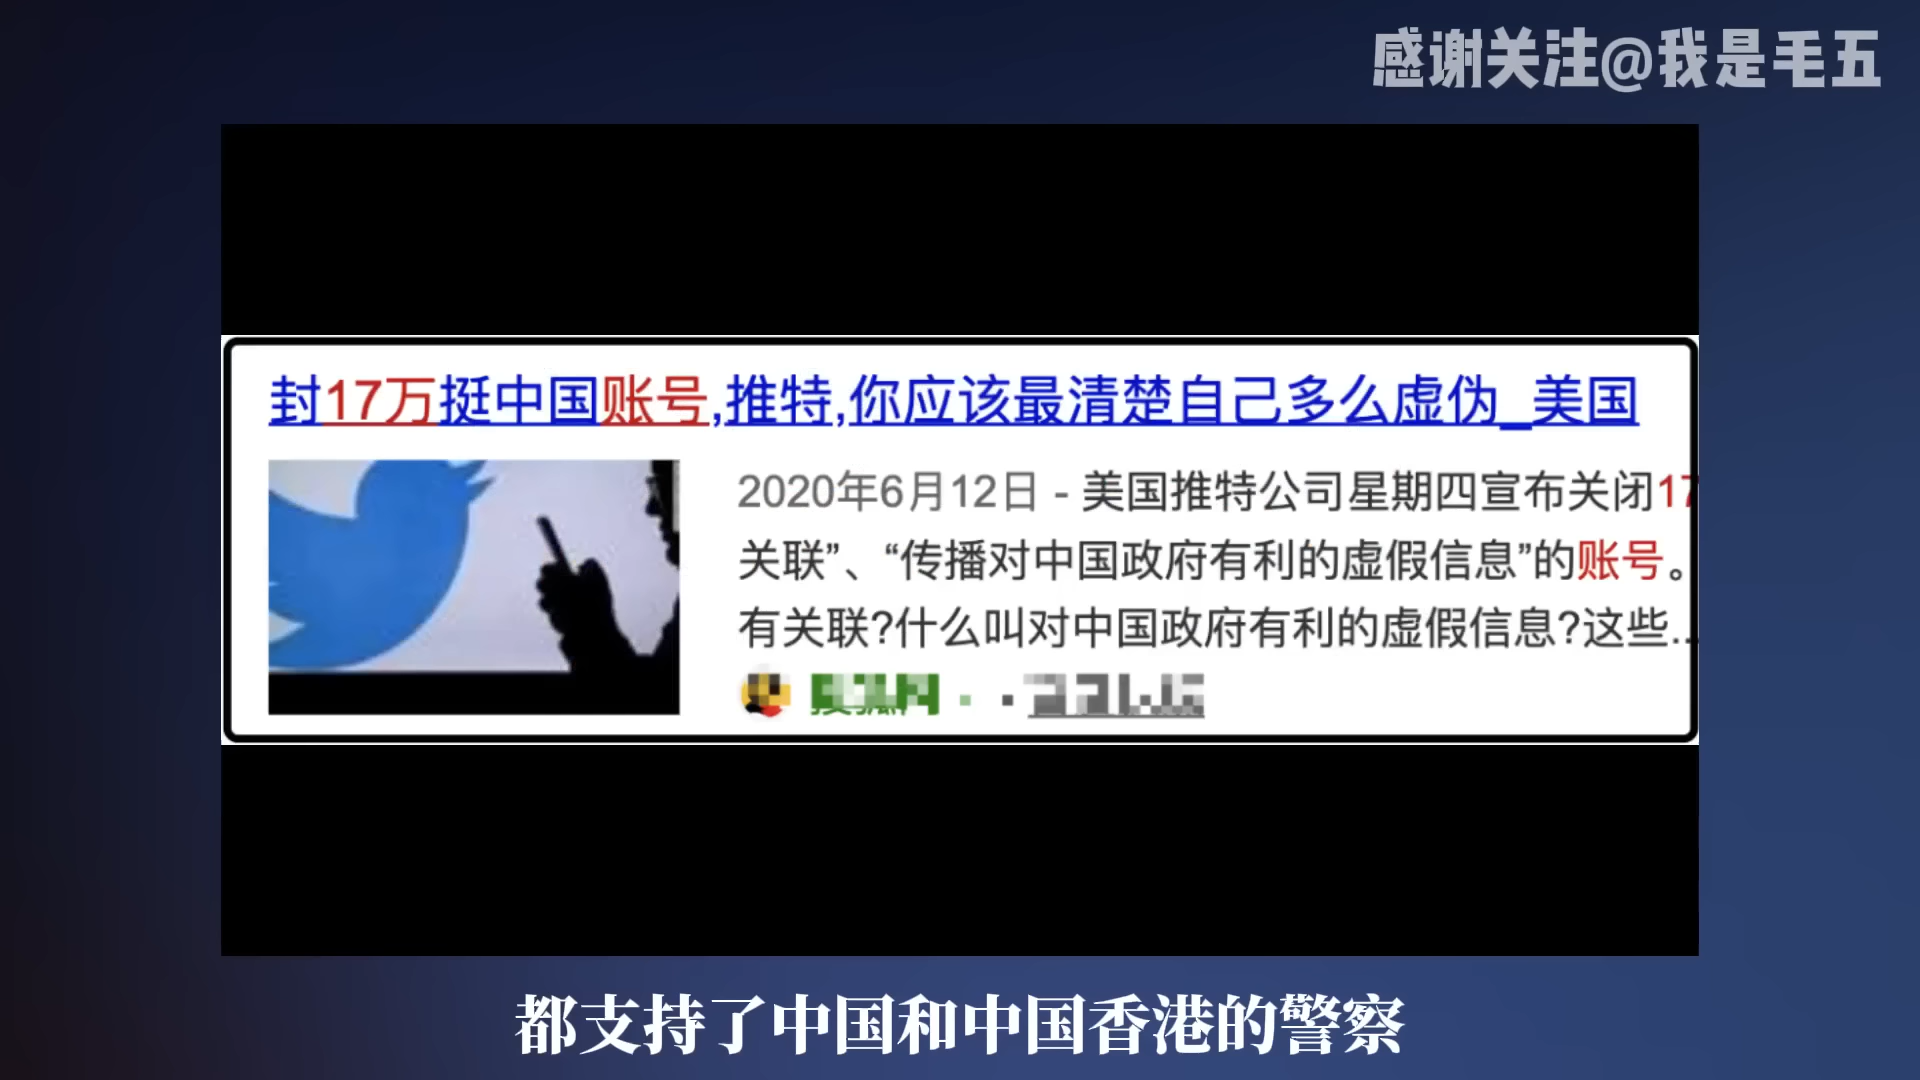 感谢关注@我是毛五
封17万挺中国账号,推特,你应该最清楚自己多么虚伪_美国
2020年6月12日 - 美国推特公司星期四宣布关闭17
关联”、“传播对中国政府有利的虚假信息”的账号。
有关联?什么叫对中国政府有利的虚假信息?这些...
都支持了中国和中国香港的警察